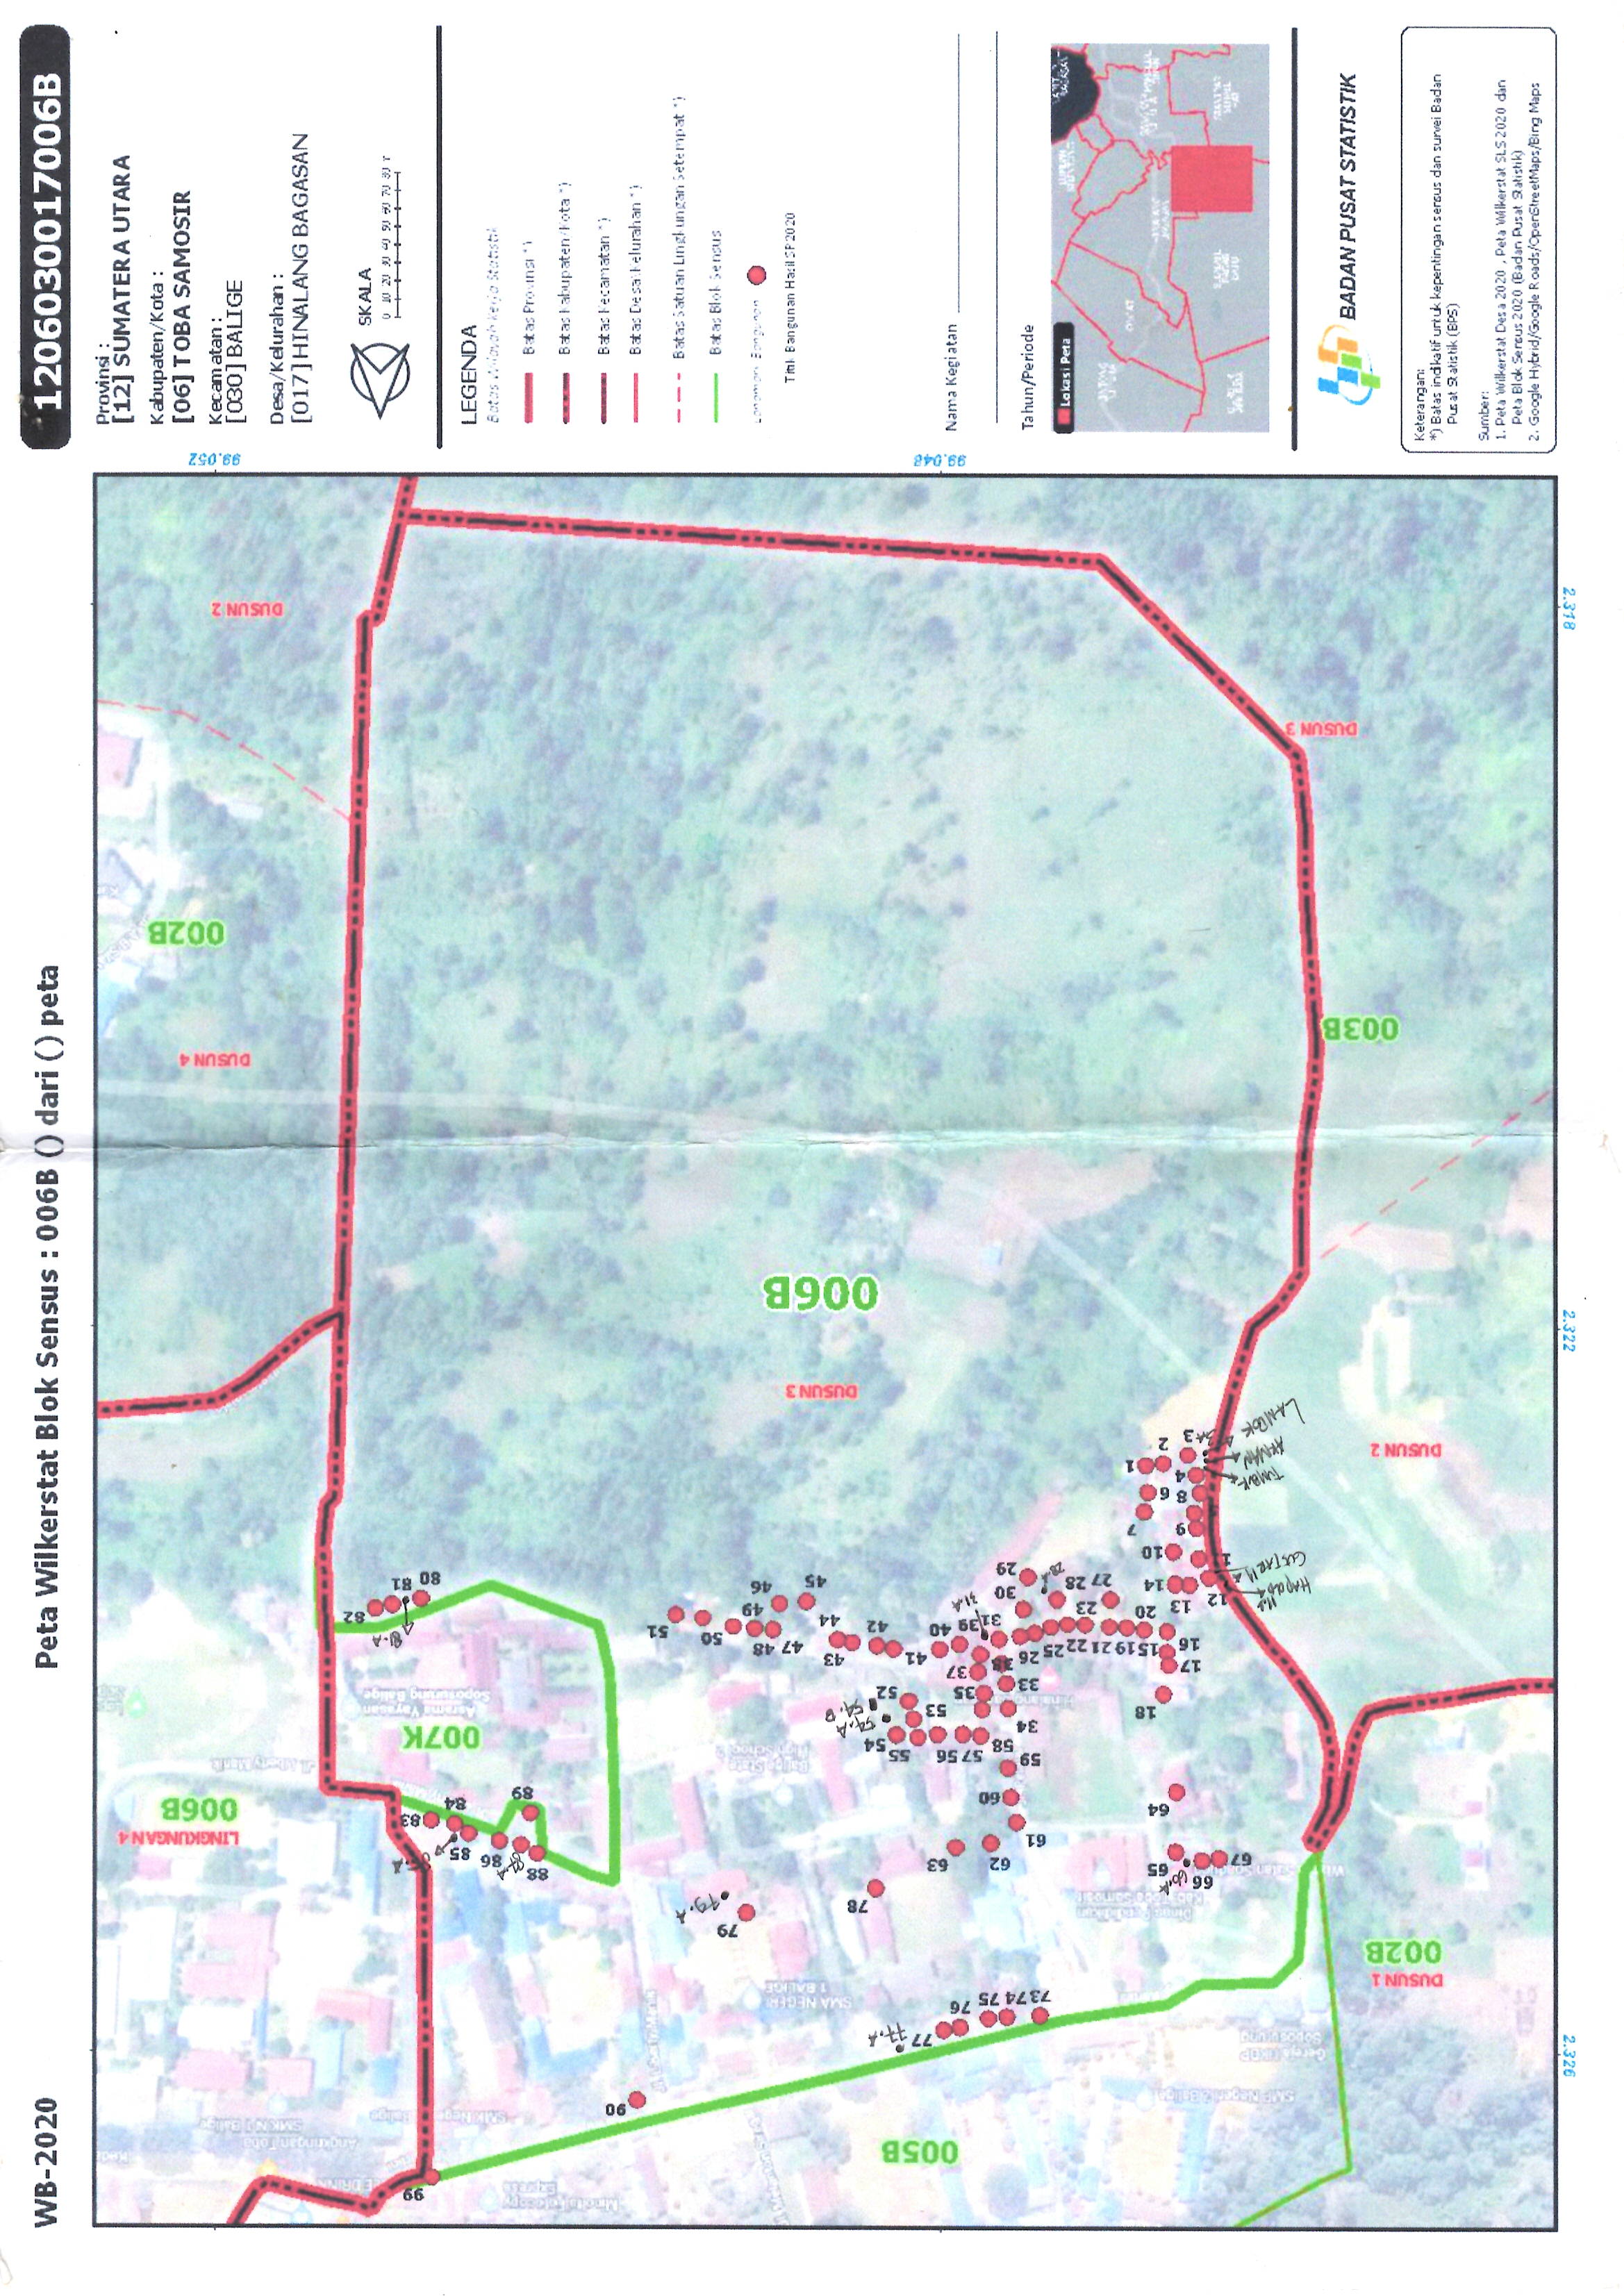 WB-2020
Peta Wilkerstat Blok Sensus : 006B () dari () peta
1206030017006B
Provinsi :
[12] SUMATERA UTARA
Kabupaten/Kota :
[06] TOBA SAMOSIR
Kecamatan :
[030] BALIGE
Desa/Kelurahan :
[017] HINALANG BAGASAN
SKALA
0 10 20 30 40 50 60 70 80
LEGENDA
Batas Wilayah Kerja Statistik
Batas Provinsi *)
Batas Kabupaten/Kota *)
Batas Kecamatan *)
Batas Desa/Kelurahan *)
Batas Satuan Lingkungan Setempat *)
Batas Blok Sensus
Landmark Bangunan
Titik Bangunan Hasil SP2020
Nama Kegiatan
Tahun/Periode
Lokasi Peta
BADAN PUSAT STATISTIK
Keterangan:
*) Batas indikatif untuk kepentingan sensus dan survei Badan
Pusat Statistik (BPS)
Sumber:
1. Peta Wilkerstat Desa 2020 , Peta Wilkerstat SLS 2020 dan
Peta Blok Sensus 2020 (Badan Pusat Statistik)
2. Google Hybrid/Google Roads/OpenStreetMaps/Bing Maps
2.326
2.322
2.318
99.048
99.052
005B
99
Minolta Fotocopy
Express
Angkringan Toba
SMK N 1 Balige
SMP Negeri 2 Balige
SMK Negeri Balige
90
Gereja HKBP
Soposurung
77
77.A
73 74 75
76
SMA NEGERI
1 BALIGE
DUSUN 1
002B
Dinas Pendidikan
Kab Toba Samosir
79
79.A
78
66
66.A
65
67
62
63
61
64
60
88
87.A
86
85
85.A
83
84
89
LINGKUNGAN 4
006B
59
58
57 56
55
54
54.A
54.B
53
52
Balige State
High School 2
Jl. Liberty Manik
007K
Asrama Yayasan
Soposurung Balige
34
18
33
35
37
17
16
15 19 21
22 25
26
38
39
40
41
42
43
44
47 48
50
51
20
23
31
31.A
49
46
45
27
28
28.A
30
29
81.A
82
80
81
12
13
14
11
10
9
7
8
6
4
1
2
3
3A
GUSTAR
TUMBUK
ARMAN
LAMBOK
DUSUN 2
DUSUN 3
006B
DUSUN 4
003B
002B
DUSUN 3
DUSUN 2